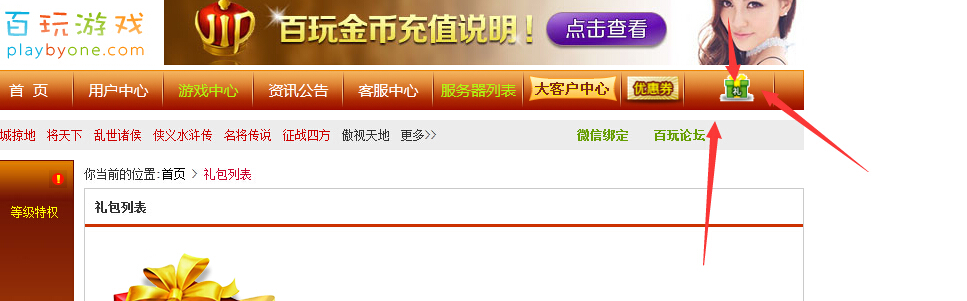 百玩游戏
playbyone.com
VIP 百玩金币充值说明! 点击查看
首 页 用户中心 游戏中心 资讯公告 客服中心 服务器列表 大客户中心 优惠券 礼
城掠地 将天下 乱世诸侯 侠义水浒传 名将传说 征战四方 傲视天地 更多>> 微信绑定 百玩论坛
你当前的位置:首页 > 礼包列表
等级特权
礼包列表